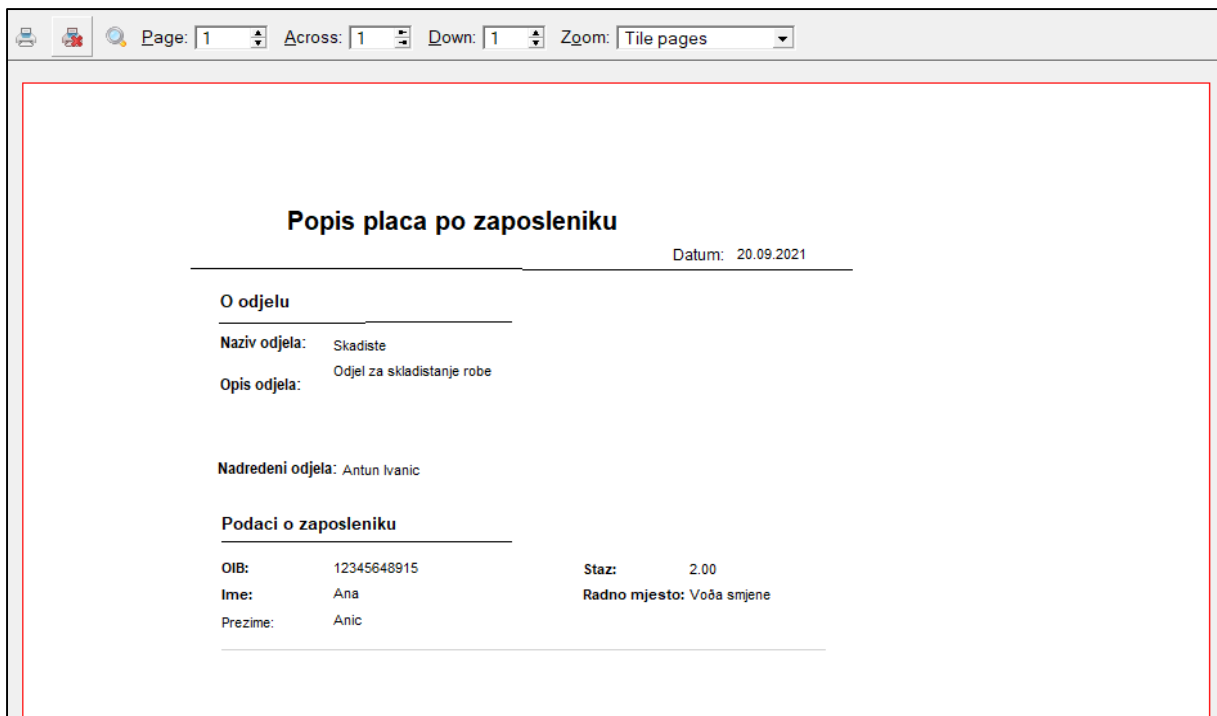 Page: 1 Across: 1 Down: 1 Zoom: Tile pages
Popis placa po zaposleniku
Datum: 20.09.2021
O odjelu
Naziv odjela: Skadiste
Opis odjela: Odjel za skladistanje robe
Nadredeni odjela: Antun Ivanic
Podaci o zaposleniku
OIB: 12345648915 Staz: 2.00
Ime: Ana Radno mjesto: Voða smjene
Prezime: Anic